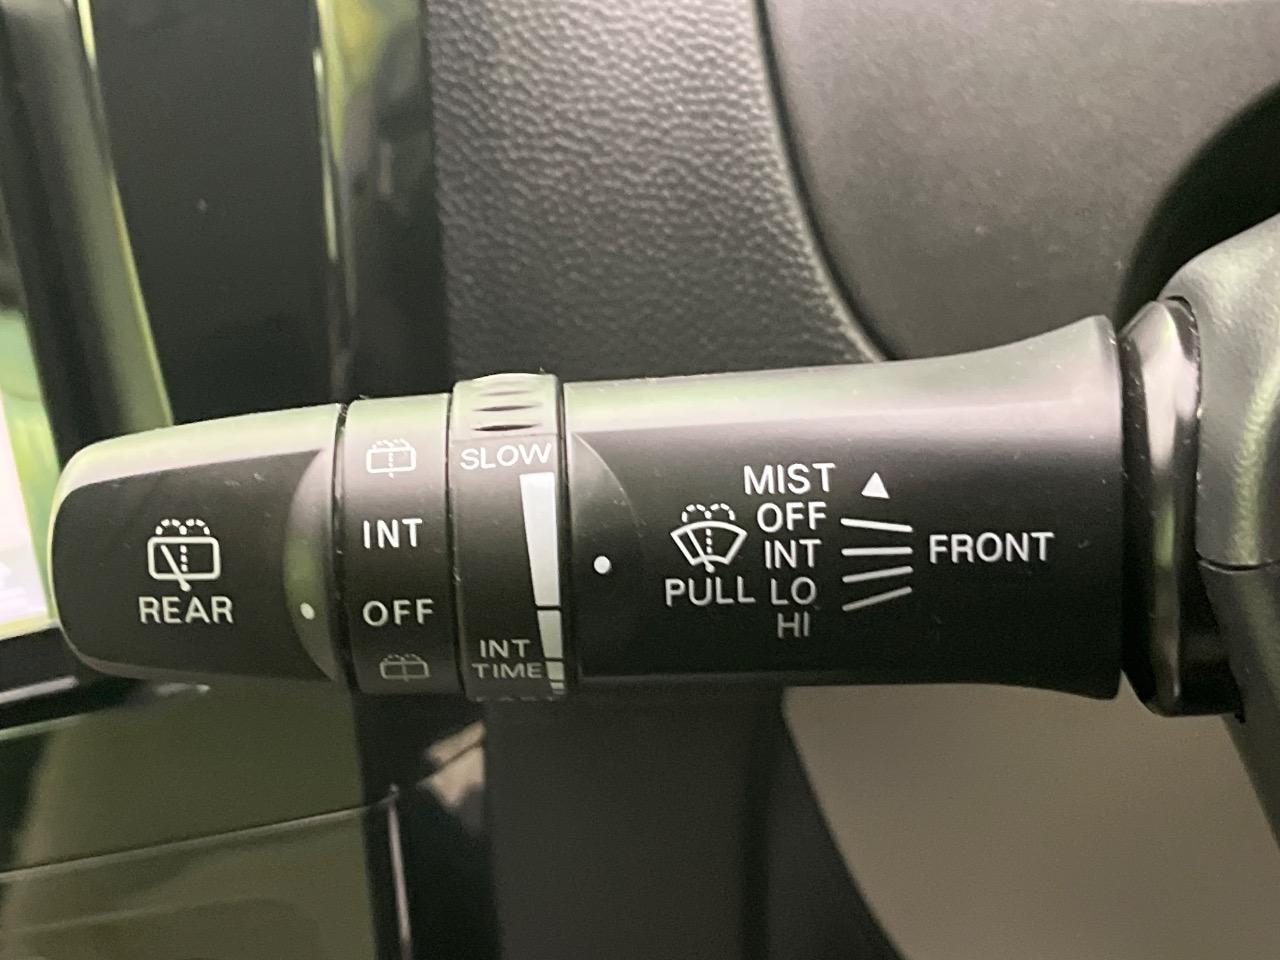 REAR
INT
OFF
SLOW
INT
TIME
MIST
OFF
INT
LO
HI
PULL
FRONT